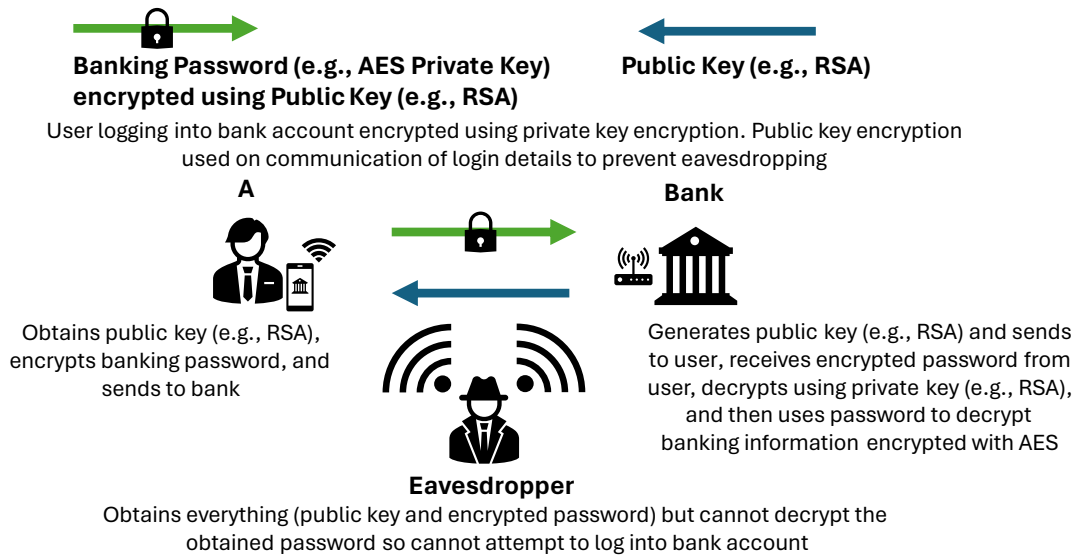 Banking Password (e.g., AES Private Key)
encrypted using Public Key (e.g., RSA)
Public Key (e.g., RSA)
User logging into bank account encrypted using private key encryption. Public key encryption
used on communication of login details to prevent eavesdropping
A
Bank
Obtains public key (e.g., RSA),
encrypts banking password, and
sends to bank
Generates public key (e.g., RSA) and sends
to user, receives encrypted password from
user, decrypts using private key (e.g., RSA),
and then uses password to decrypt
banking information encrypted with AES
Eavesdropper
Obtains everything (public key and encrypted password) but cannot decrypt the
obtained password so cannot attempt to log into bank account